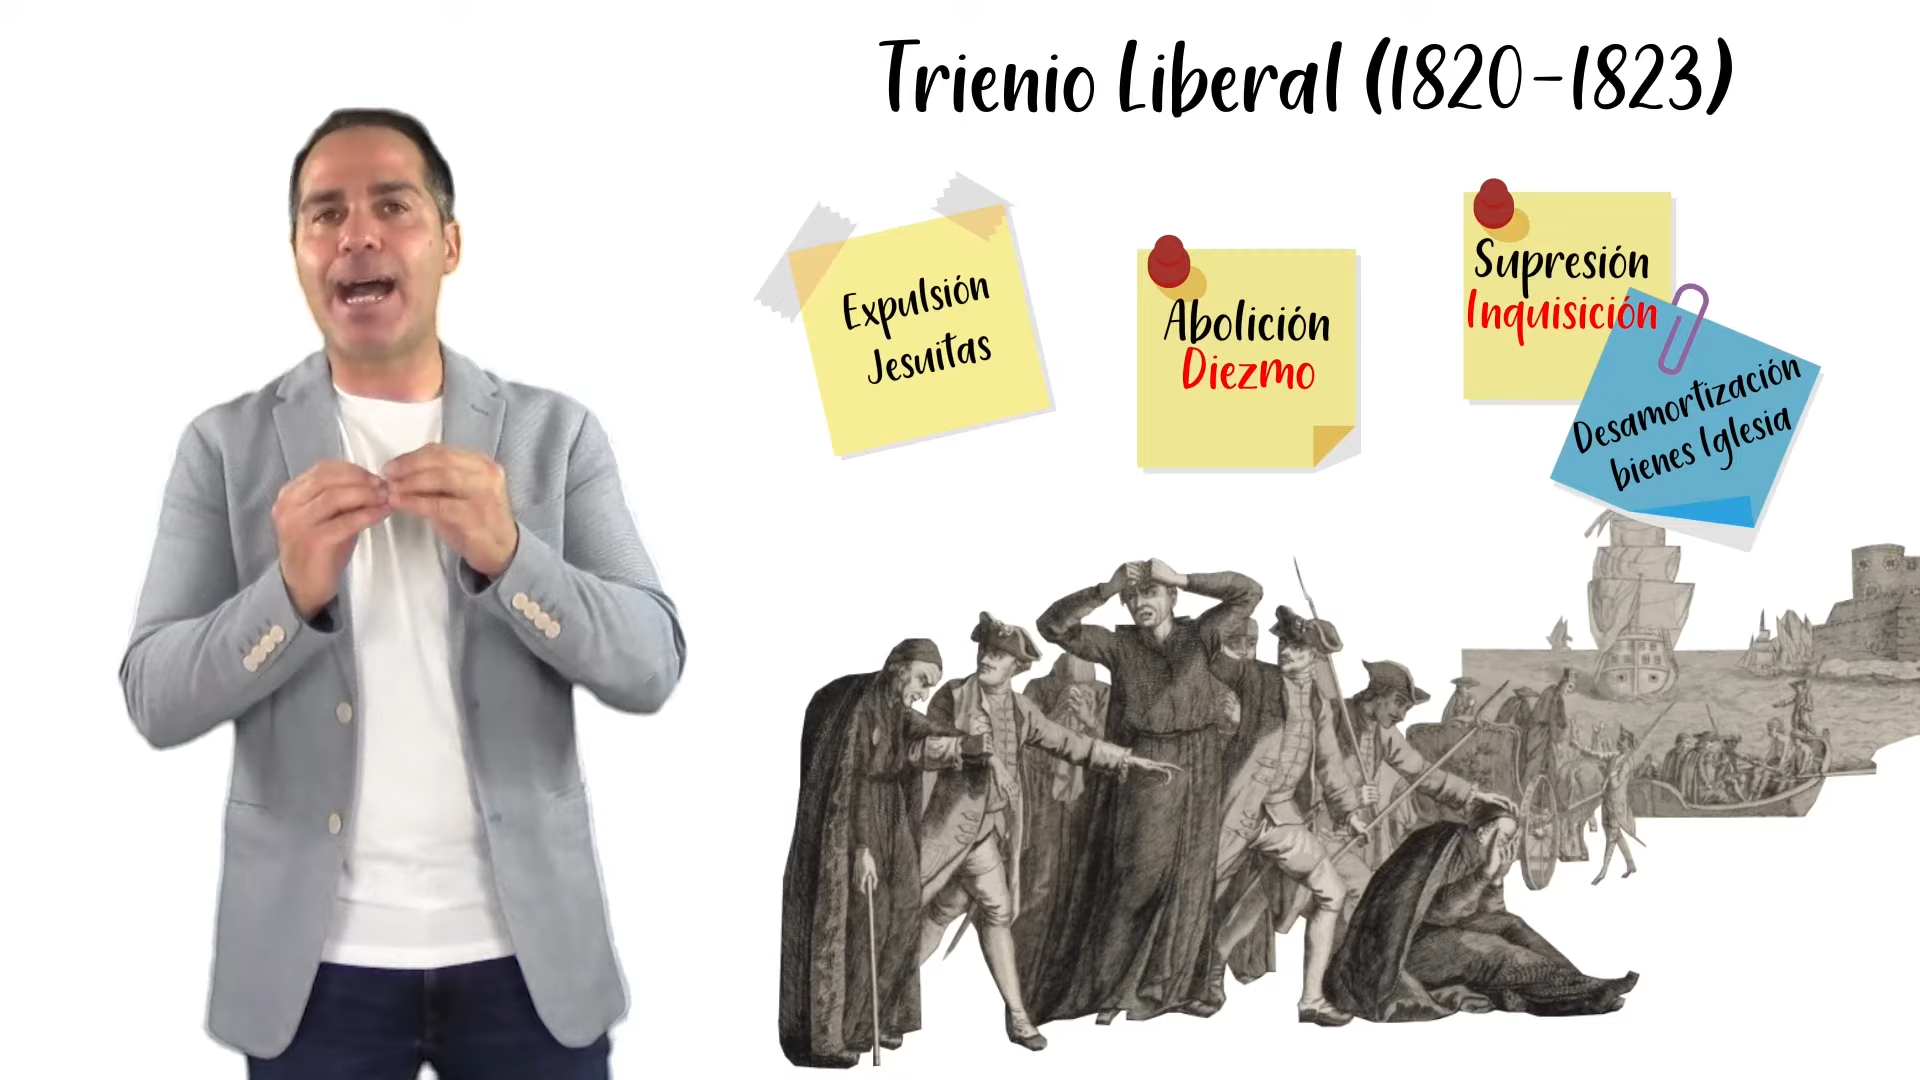 Trienio Liberal (1820-1823)
Expulsión
Jesuitas
Abolición
Diezmo
Supresión
Inquisición
Desamortización
bienes Iglesia